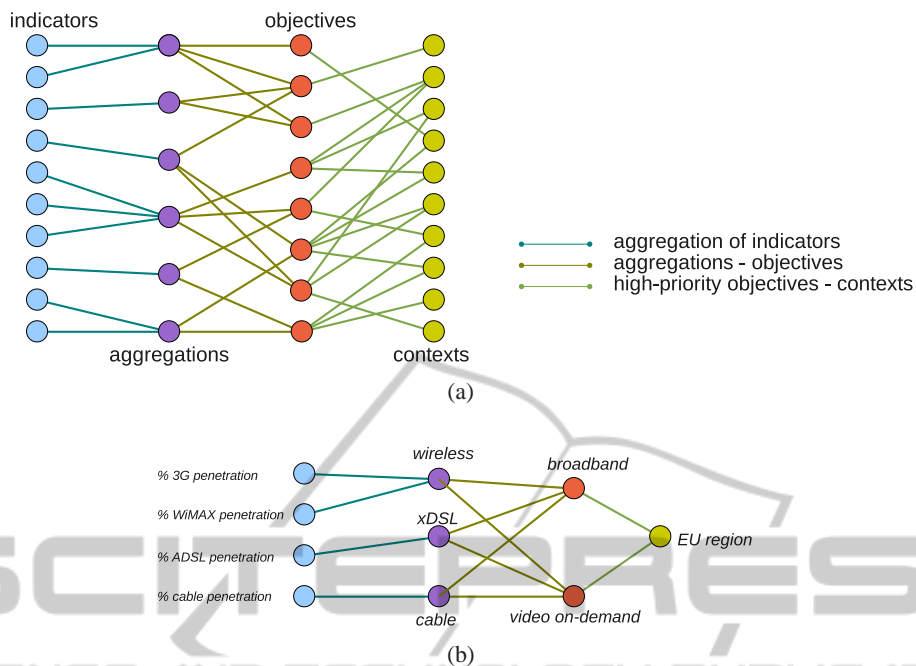 indicators
objectives
aggregation of indicators
aggregations - objectives
high-priority objectives - contexts
aggregations
contexts
(a)
wireless
broadband
% 3G penetration
% WiMAX penetration
xDSL
EU region
% ADSL penetration
% cable penetration
cable
video on-demand
SCITEPRESS
(b)